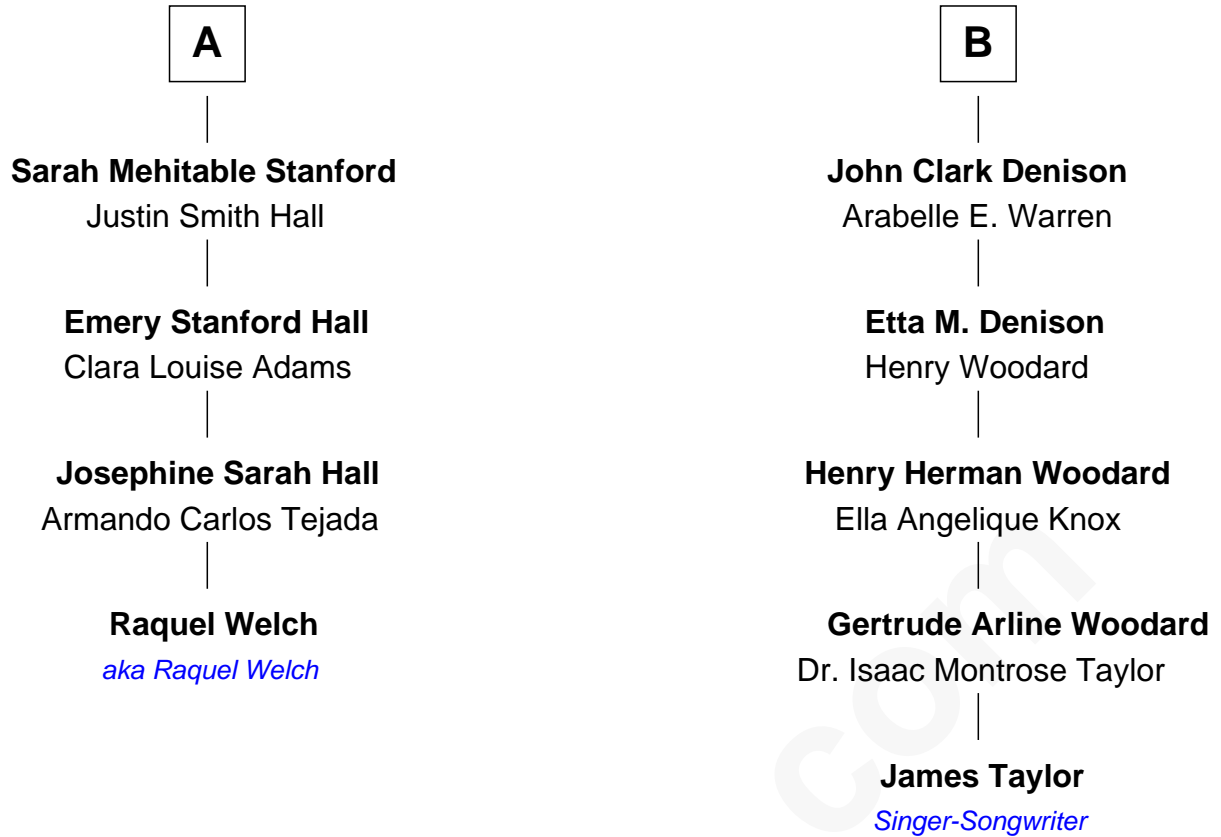 A
Sarah Mehitable Stanford
Justin Smith Hall
Emery Stanford Hall
Clara Louise Adams
Josephine Sarah Hall
Armando Carlos Tejada
Raquel Welch
aka Raquel Welch
B
John Clark Denison
Arabelle E. Warren
Etta M. Denison
Henry Woodard
Henry Herman Woodard
Ella Angelique Knox
Gertrude Arline Woodard
Dr. Isaac Montrose Taylor
James Taylor
Singer-Songwriter
com